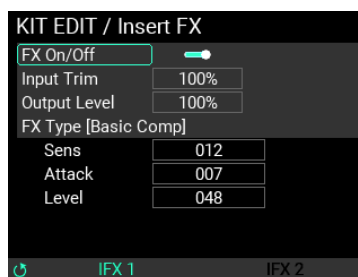 KIT EDIT / Insert FX
FX On/Off
Input Trim 100%
Output Level 100%
FX Type [Basic Comp]
Sens 012
Attack 007
Level 048
IFX 1 IFX 2